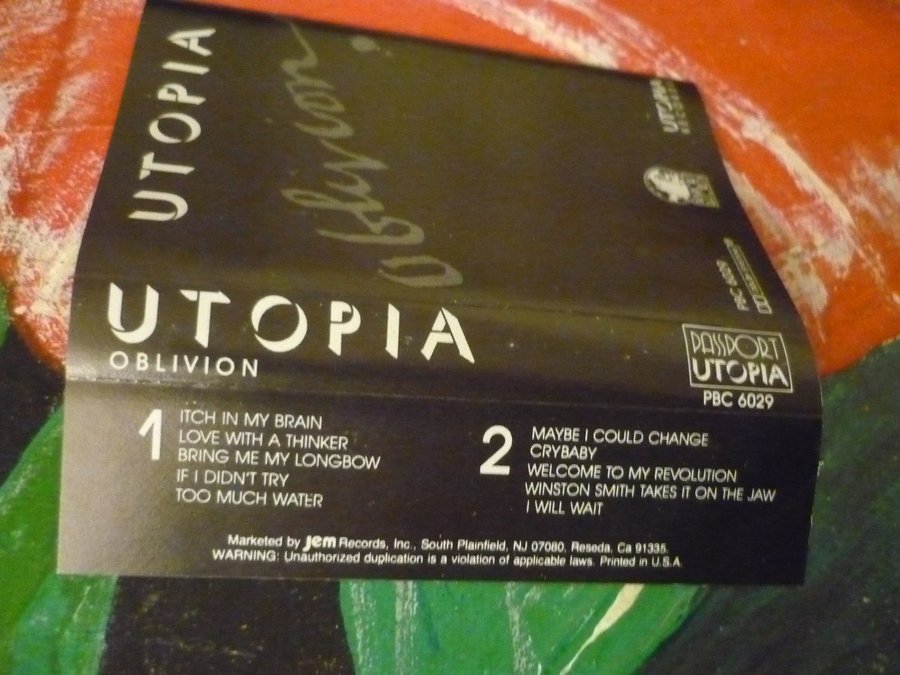 UTOPIA
oblivion.
UTOPIA
RECORDS
UTOPIA
OBLIVION
PASSPORT
UTOPIA
PBC 6029
1
ITCH IN MY BRAIN
LOVE WITH A THINKER
BRING ME MY LONGBOW
IF I DIDN'T TRY
TOO MUCH WATER
2
MAYBE I COULD CHANGE
CRYBABY
WELCOME TO MY REVOLUTION
WINSTON SMITH TAKES IT ON THE JAW
I WILL WAIT
Marketed by jem Records, Inc., South Plainfield, NJ 07080, Reseda, Ca 91335.
WARNING: Unauthorized duplication is a violation of applicable laws. Printed in U.S.A.